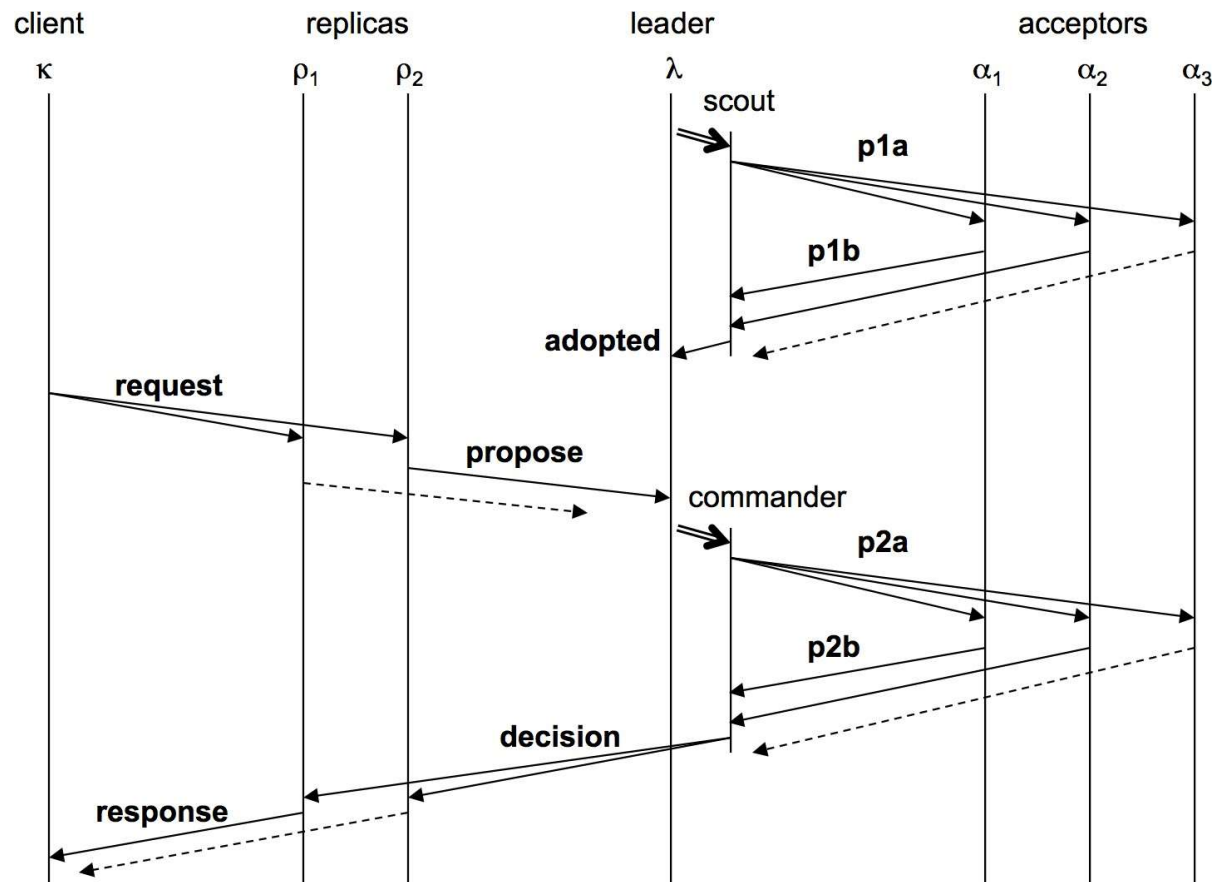 client replicas leader acceptors
κ ρ1 ρ2 λ α1 α2 α3
scout
p1a
p1b
adopted
request
propose
commander
p2a
p2b
decision
response